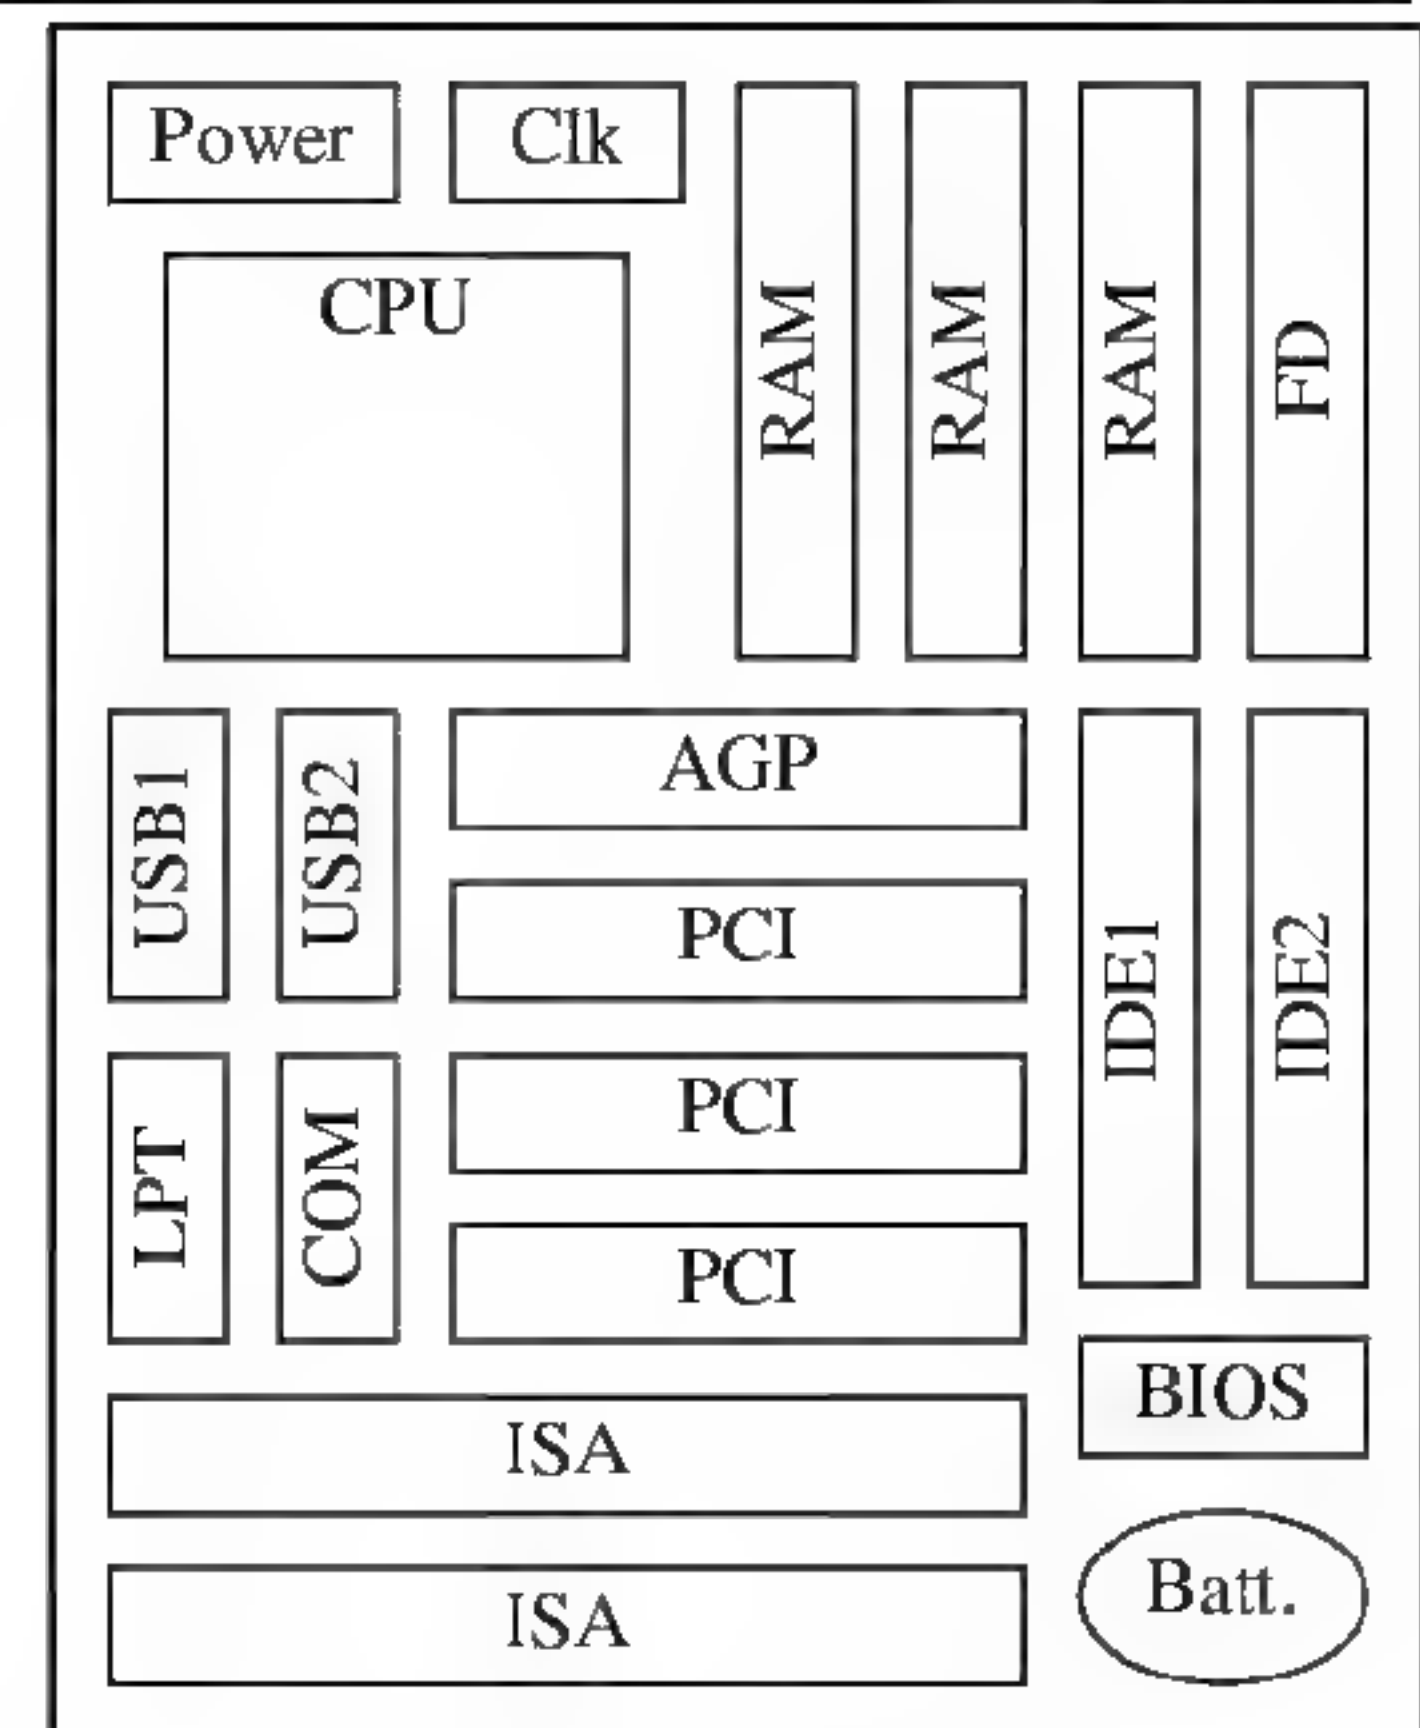 Power
Clk
RAM
RAM
RAM
FD
CPU
USB1
USB2
AGP
PCI
IDE1
IDE2
LPT
COM
PCI
PCI
BIOS
ISA
Batt.
ISA